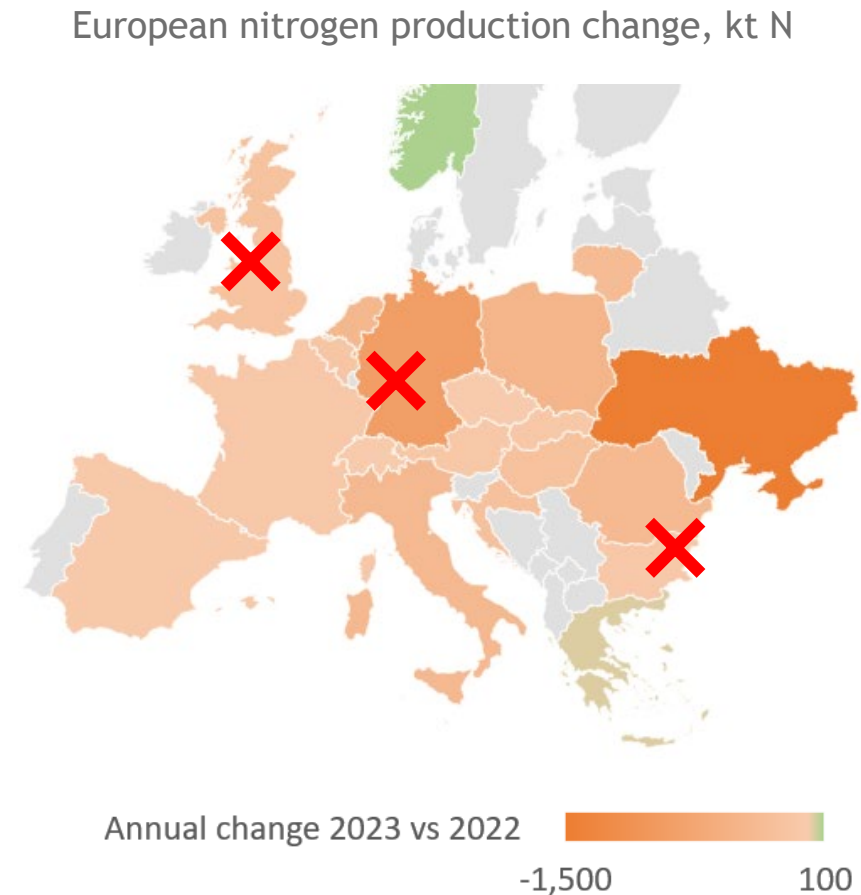 European nitrogen production change, kt N
Annual change 2023 vs 2022
-1,500 100